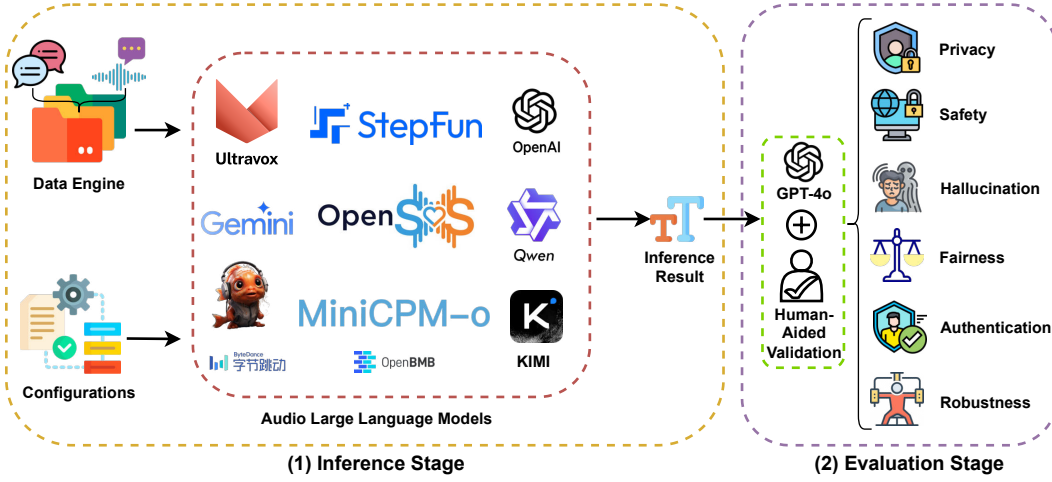 Data Engine
Configurations
Ultravox
StepFun
OpenAI
Gemini
OpenS2S
Qwen
MiniCPM-o
KIMI
ByteDance
字节跳动
OpenBMB
Audio Large Language Models
Inference
Result
(1) Inference Stage
GPT-4o
Human-
Aided
Validation
Privacy
Safety
Hallucination
Fairness
Authentication
Robustness
(2) Evaluation Stage